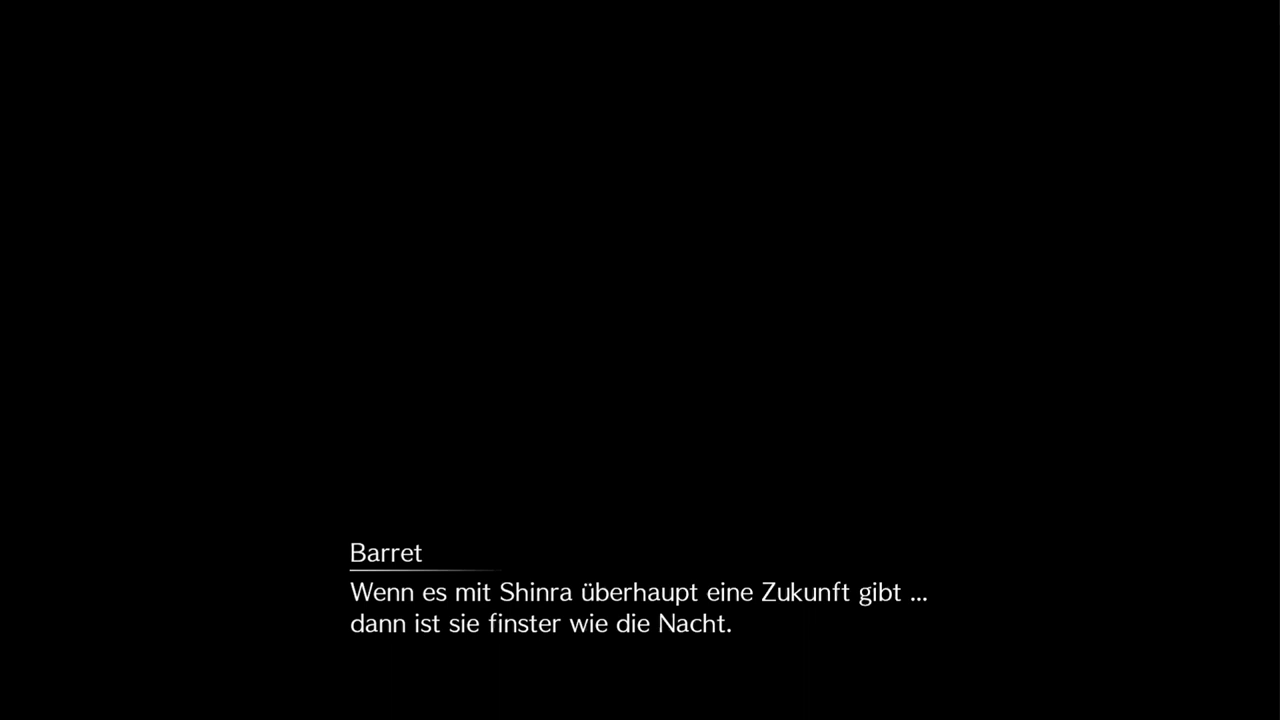 Barret
Wenn es mit Shinra überhaupt eine Zukunft gibt ...
dann ist sie finster wie die Nacht.